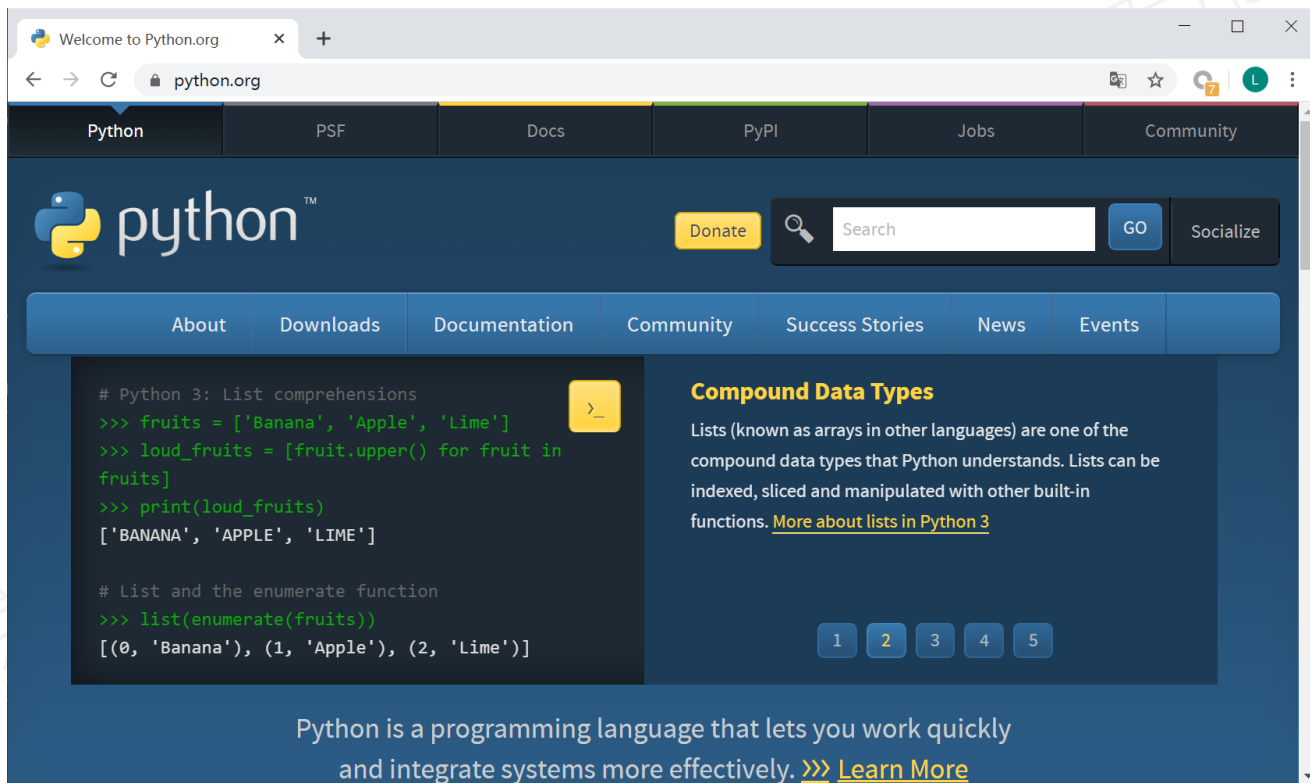 Welcome to Python.org
python.org
7
L
Python PSF Docs PyPI Jobs Community
python™
Donate Search GO Socialize
About Downloads Documentation Community Success Stories News Events
# Python 3: List comprehensions
>>> fruits = ['Banana', 'Apple', 'Lime']
>>> loud_fruits = [fruit.upper() for fruit in
fruits]
>>> print(loud_fruits)
['BANANA', 'APPLE', 'LIME']
# List and the enumerate function
>>> list(enumerate(fruits))
[(0, 'Banana'), (1, 'Apple'), (2, 'Lime')]
>_
Compound Data Types
Lists (known as arrays in other languages) are one of the
compound data types that Python understands. Lists can be
indexed, sliced and manipulated with other built-in
functions. More about lists in Python 3
1 2 3 4 5
Python is a programming language that lets you work quickly
and integrate systems more effectively. >>> Learn More